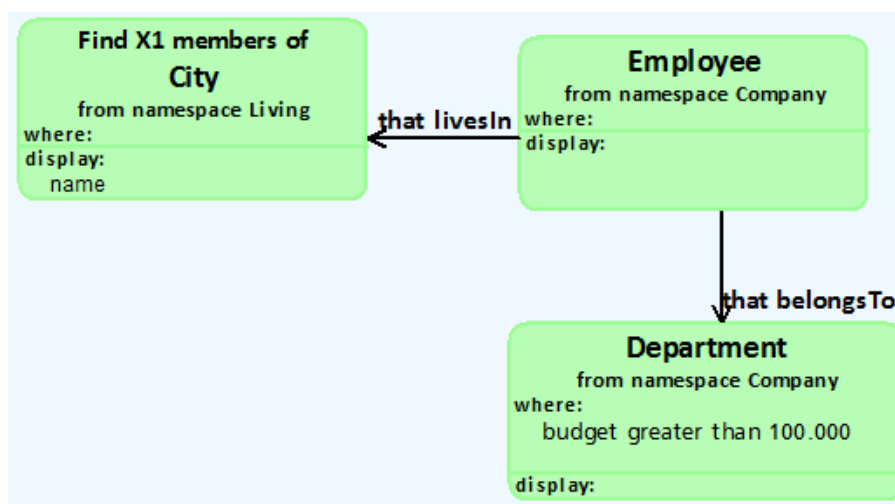 Find X1 members of
City
from namespace Living
where:
display:
name
that livesIn
Employee
from namespace Company
where:
display:
that belongsTo
Department
from namespace Company
where:
budget greater than 100.000
display: